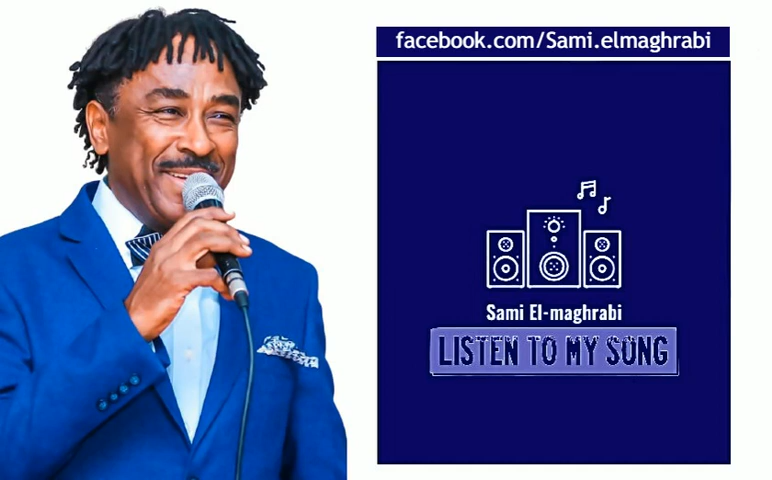 facebook.com/Sami.elmaghrabi
Sami El-maghrabi
LISTEN TO MY SONG